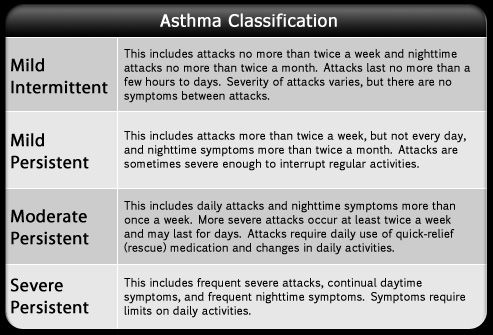 Asthma Classification
Mild
Intermittent
This includes attacks no more than twice a week and nighttime
attacks no more than twice a month. Attacks last no more than a
few hours to days. Severity of attacks varies, but there are no
symptoms between attacks.
Mild
Persistent
This includes attacks more than twice a week, but not every day,
and nighttime symptoms more than twice a month. Attacks are
sometimes severe enough to interrupt regular activities.
Moderate
Persistent
This includes daily attacks and nighttime symptoms more than
once a week. More severe attacks occur at least twice a week
and may last for days. Attacks require daily use of quick-relief
(rescue) medication and changes in daily activities.
Severe
Persistent
This includes frequent severe attacks, continual daytime
symptoms, and frequent nighttime symptoms. Symptoms require
limits on daily activities.